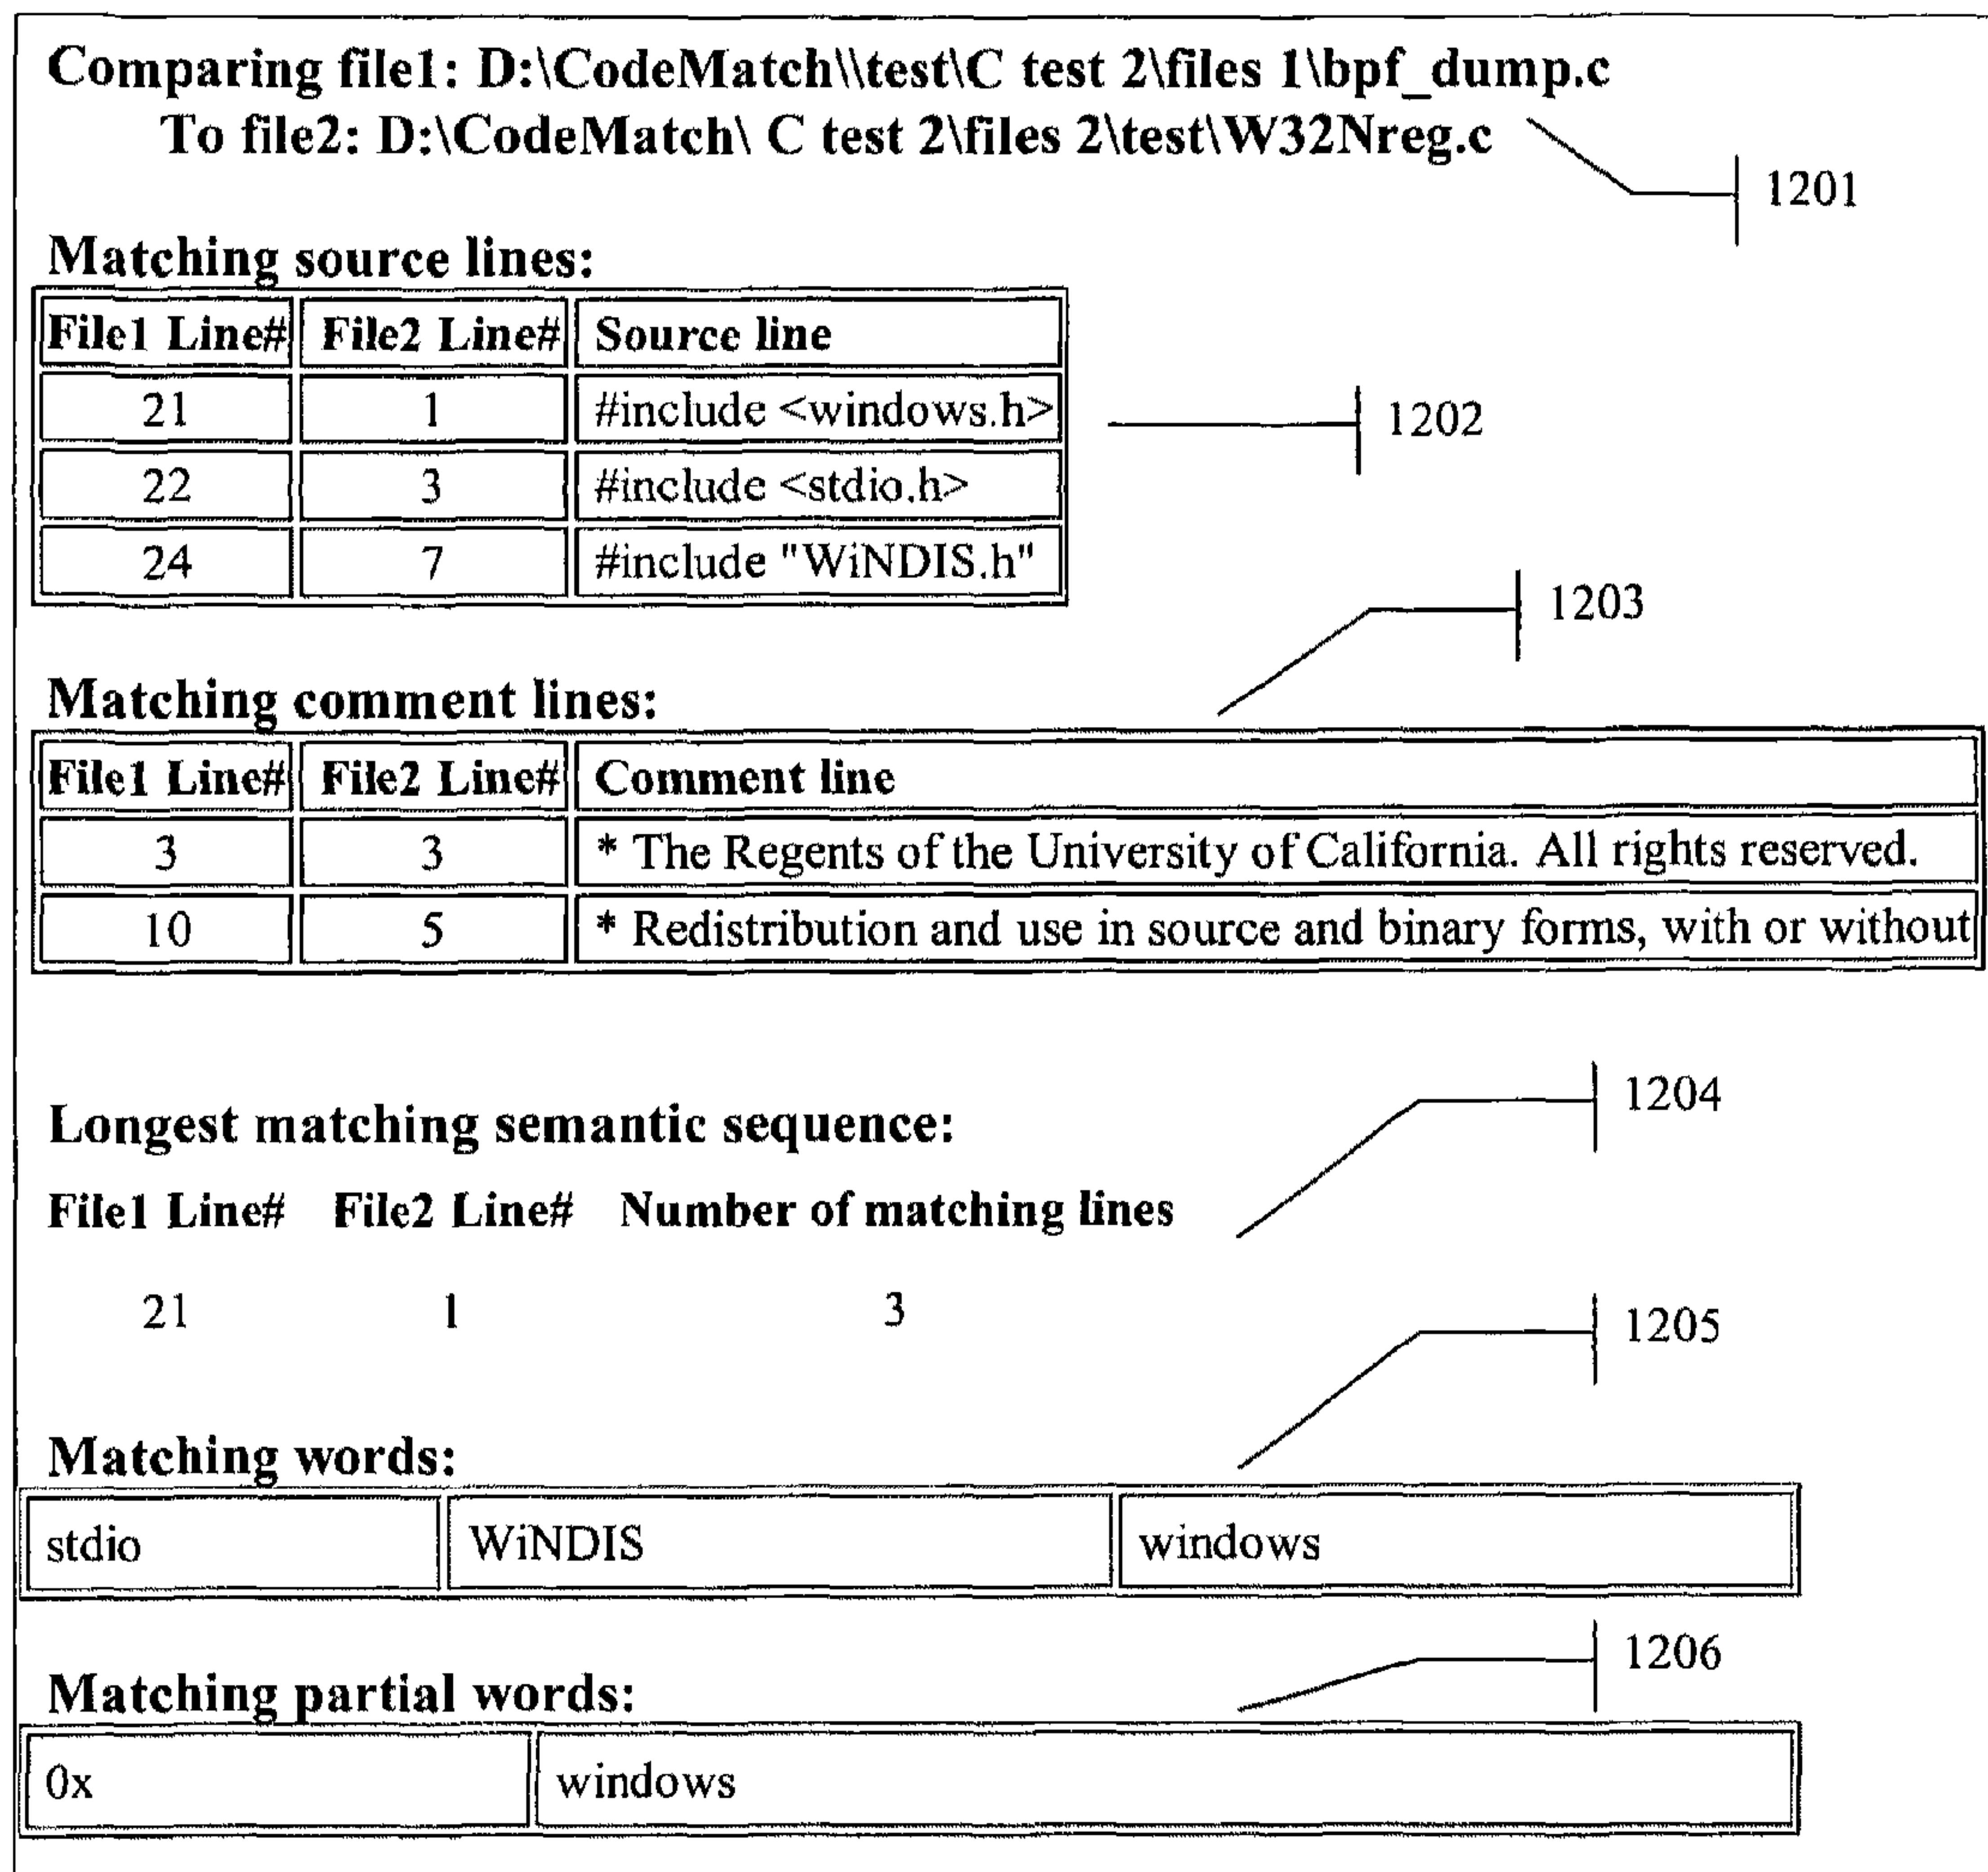 Comparing file1: D:\CodeMatch\\test\C test 2\files 1\bpf_dump.c
To file2: D:\CodeMatch\ C test 2\files 2\test\W32Nreg.c
1201
Matching source lines:
File1 Line# File2 Line# Source line
21 1 #include <windows.h>
1202
22 3 #include <stdio.h>
24 7 #include "WiNDIS.h"
1203
Matching comment lines:
File1 Line# File2 Line# Comment line
3 3 * The Regents of the University of California. All rights reserved.
10 5 * Redistribution and use in source and binary forms, with or without
1204
Longest matching semantic sequence:
File1 Line# File2 Line# Number of matching lines
21 1 3
1205
Matching words:
stdio WiNDIS windows
1206
Matching partial words:
0x windows